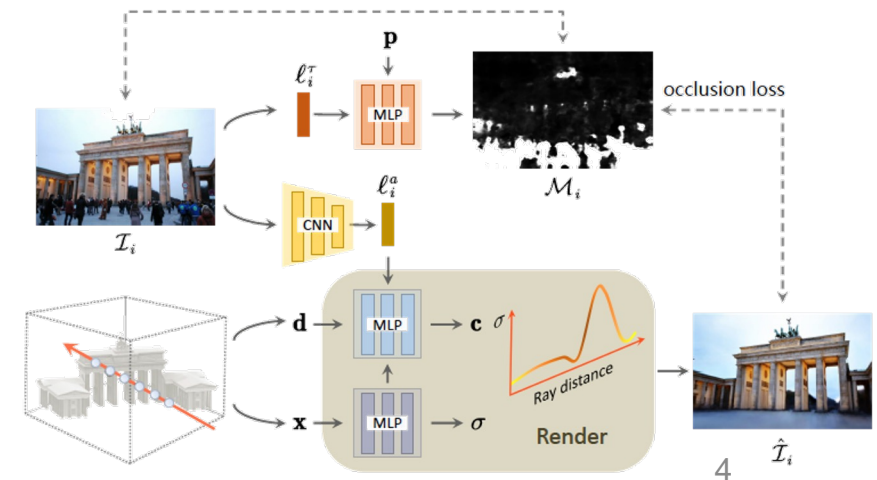 p
ℓ_i^τ
MLP
occlusion loss
ℐ_i
ℳ_i
CNN
ℓ_i^a
d
MLP
c
σ
Ray distance
x
MLP
σ
Render
ℐ̂_i
4